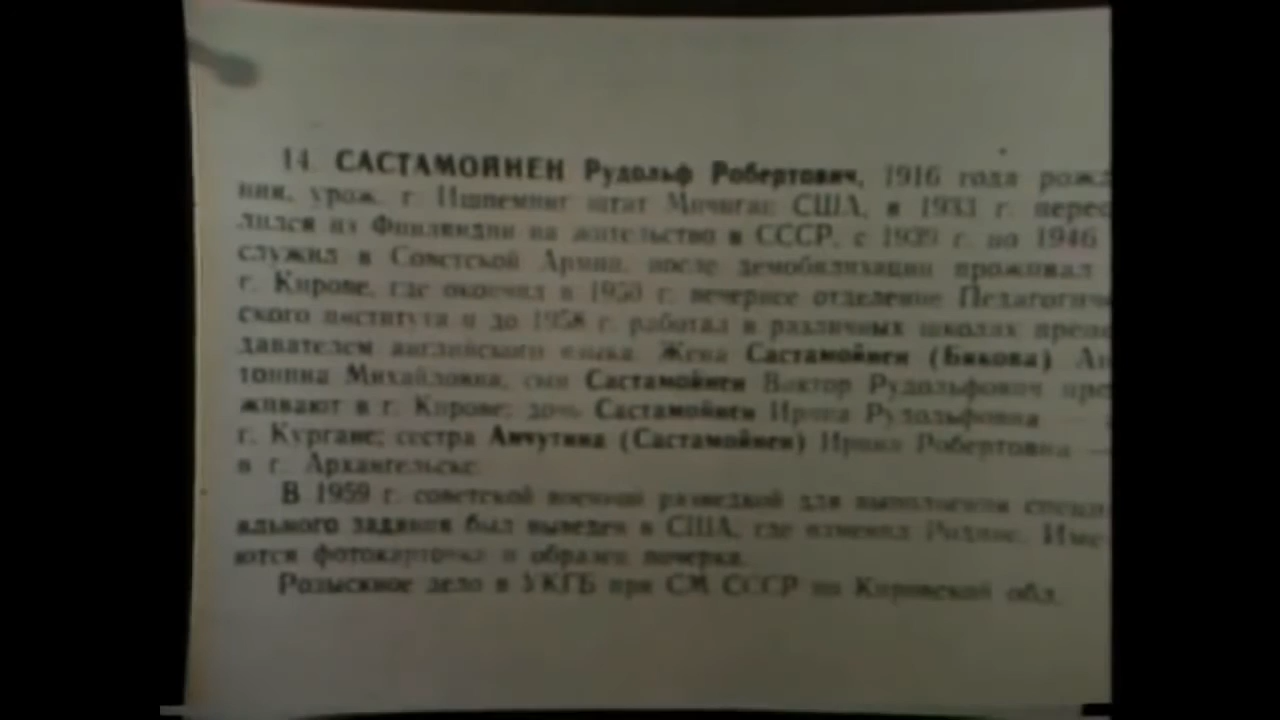 14. САСТАМОЙНЕН Рудольф Робертович, 1916 года рожд
ния, урож. г. Ишпеминг штат Мичиган США, в 1933 г. перес
лился из Финляндии на жительство в СССР, с 1939 г. по 1946
служил в Советской Армии, после демобилизации проживал
г. Кирове, где окончил в 1950 г. вечернее отделение Педагогиче
ского института и до 1958 г. работал в различных школах препо
давателем английского языка. Жена Састамойнен (Бикова) Ан
тонина Михайловна, сын Састамойнен Виктор Рудольфович про
живают в г. Кирове; дочь Састамойнен Ирина Рудольфовна —
г. Кургане; сестра Анчутина (Састамойнен) Ирина Робертовна —
в г. Архангельске.
В 1959 г. советской военной разведкой для выполнения специ
ального задания был выведен в США, где изменил Родине. Име
ются фотокарточка и образец почерка.
Розыскное дело в УКГБ при СМ СССР по Кировской обл.